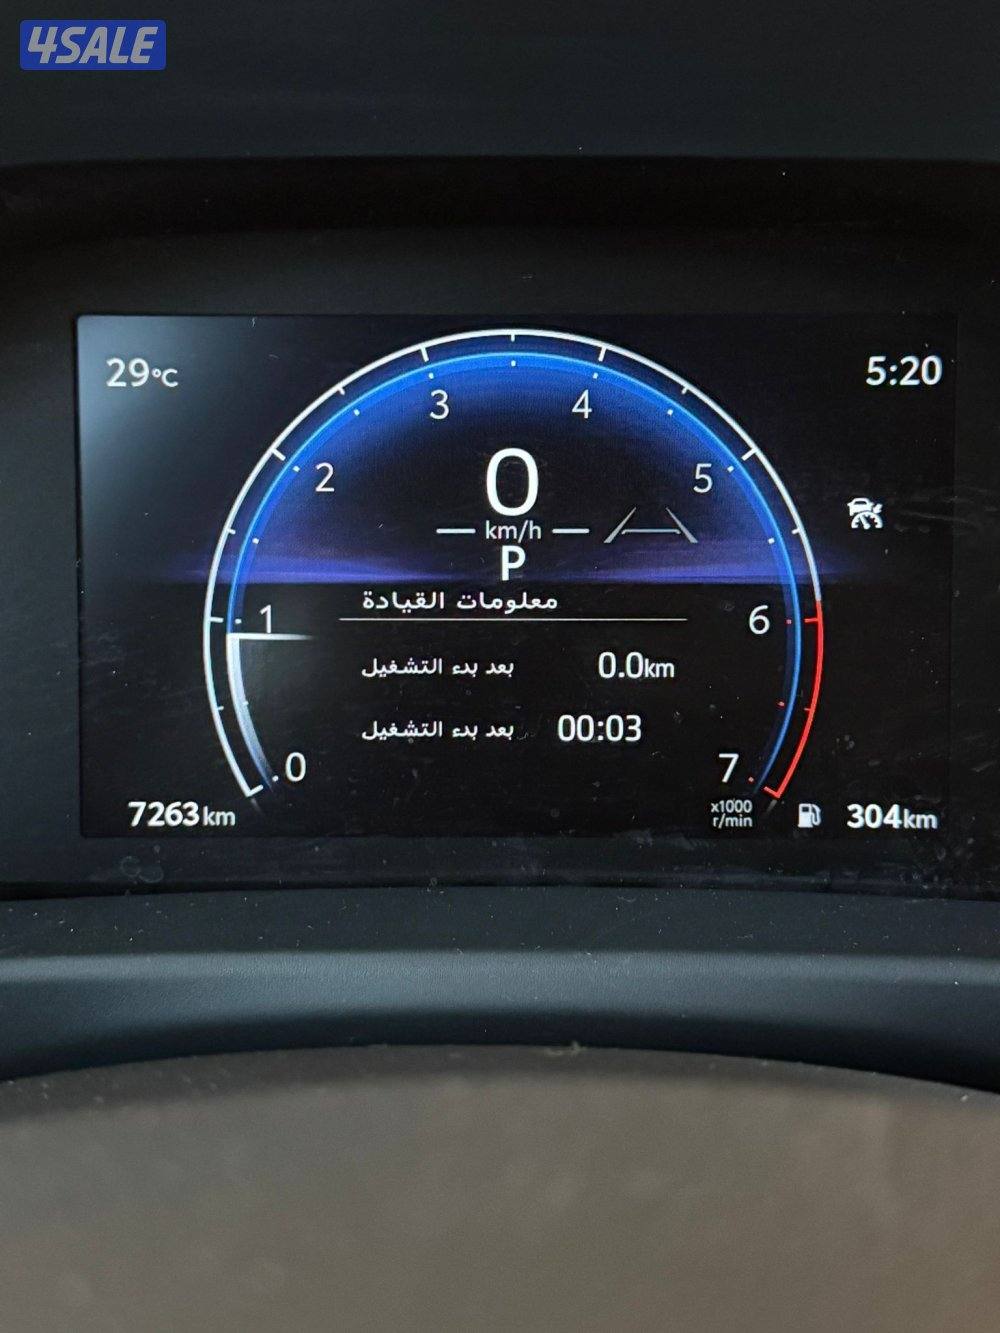 4SALE
29°C
5:20
3
4
2
5
0
km/h
P
معلومات القيادة
1
6
بعد بدء التشغيل 0.0km
بعد بدء التشغيل 00:03
0
7
7263km
x1000
r/min
304km